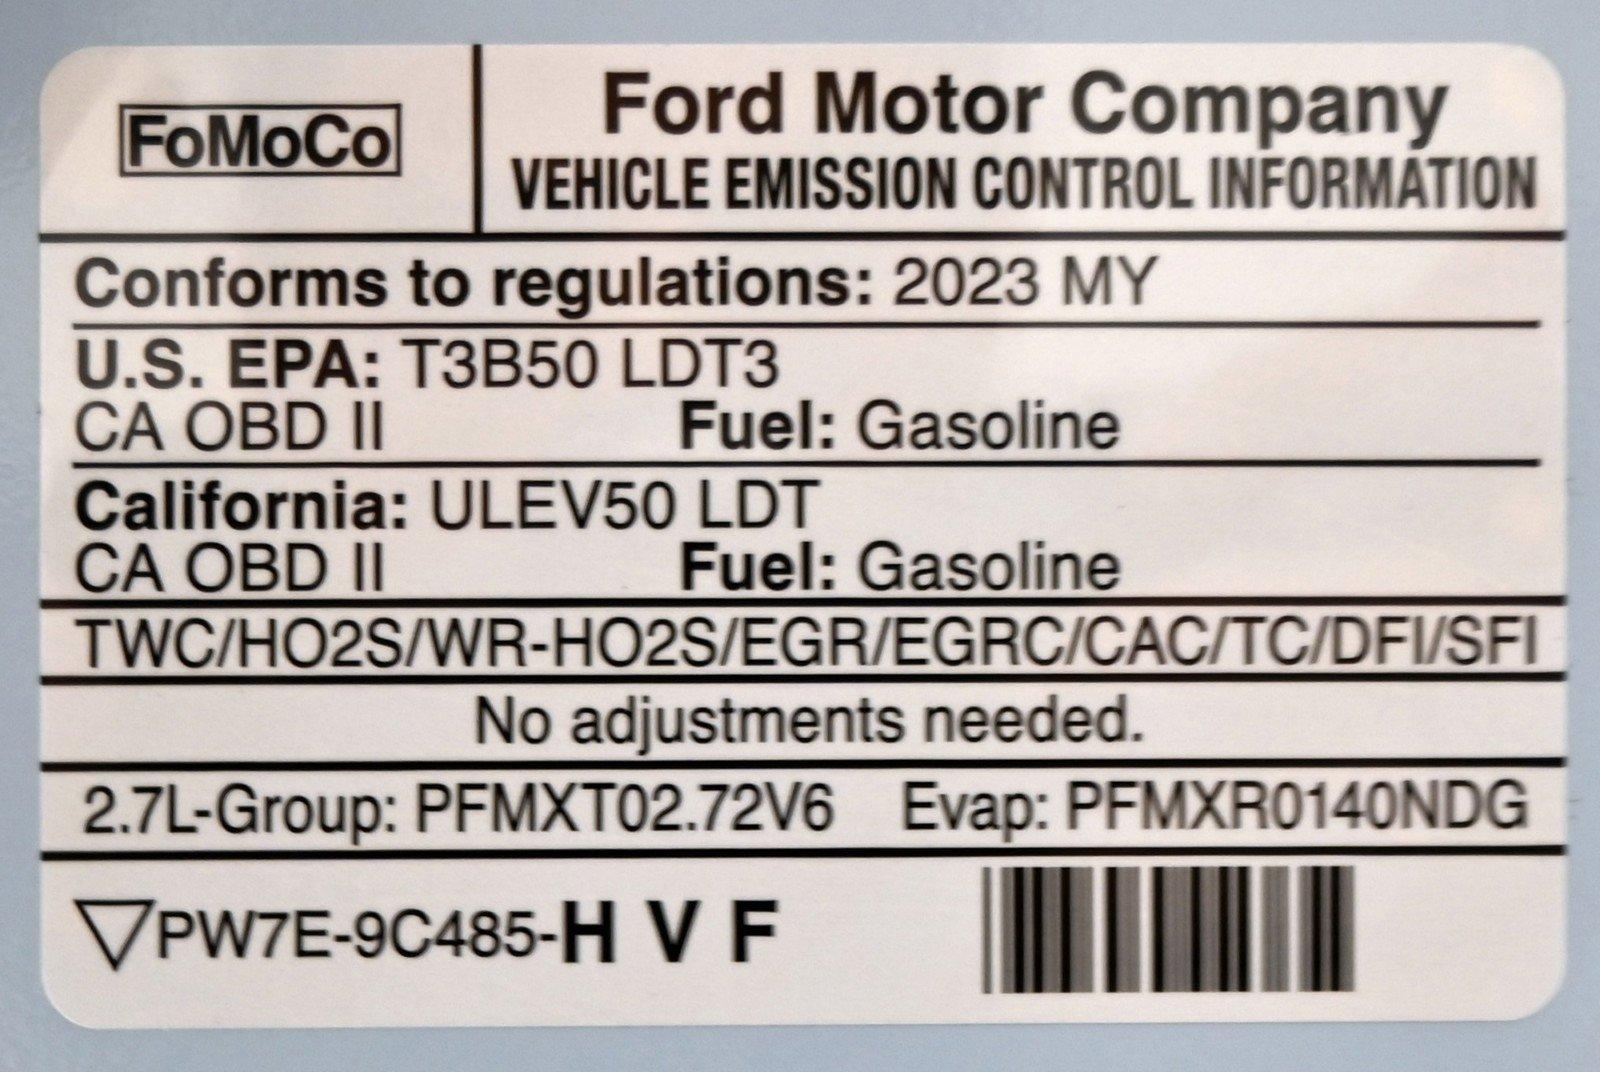 FoMoCo
Ford Motor Company
VEHICLE EMISSION CONTROL INFORMATION
Conforms to regulations: 2023 MY
U.S. EPA: T3B50 LDT3
CA OBD II Fuel: Gasoline
California: ULEV50 LDT
CA OBD II Fuel: Gasoline
TWC/HO2S/WR-HO2S/EGR/EGRC/CAC/TC/DFI/SFI
No adjustments needed.
2.7L-Group: PFMXT02.72V6 Evap: PFMXR0140NDG
PW7E-9C485-H V F